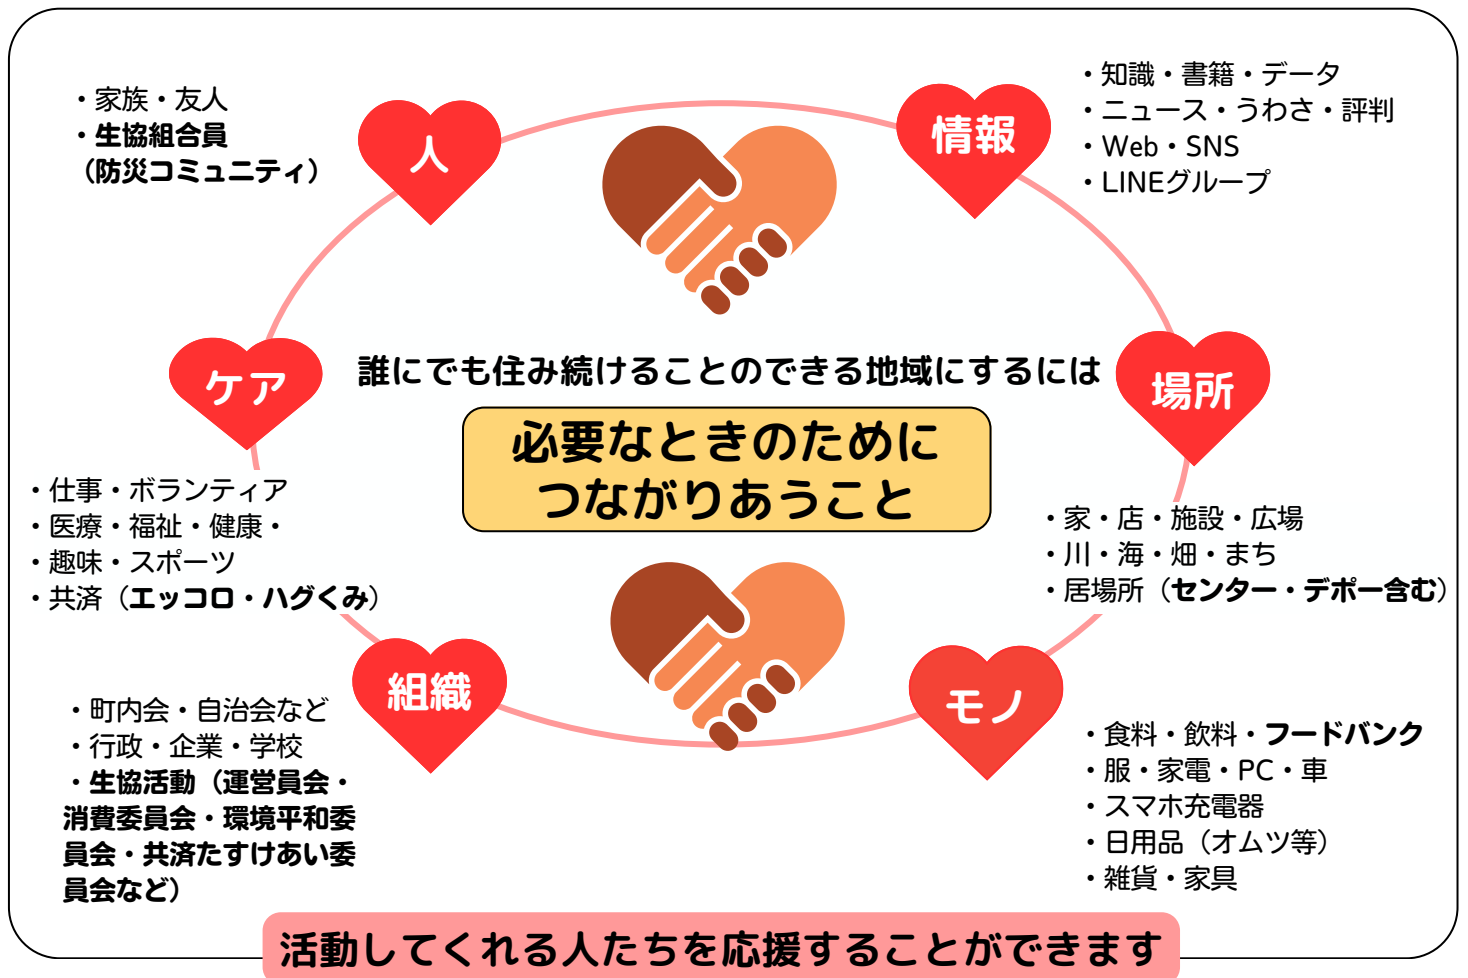 人
・家族・友人
・生協組合員
（防災コミュニティ）
情報
・知識・書籍・データ
・ニュース・うわさ・評判
・Web・SNS
・LINEグループ
ケア
・仕事・ボランティア
・医療・福祉・健康・
・趣味・スポーツ
・共済（エッコロ・ハグくみ）
誰にでも住み続けることのできる地域にするには
必要なときのために
つながりあうこと
場所
・家・店・施設・広場
・川・海・畑・まち
・居場所（センター・デポー含む）
組織
・町内会・自治会など
・行政・企業・学校
・生協活動（運営員会・
消費委員会・環境平和委
員会・共済たすけあい委
員会など）
モノ
・食料・飲料・フードバンク
・服・家電・PC・車
・スマホ充電器
・日用品（オムツ等）
・雑貨・家具
活動してくれる人たちを応援することができます